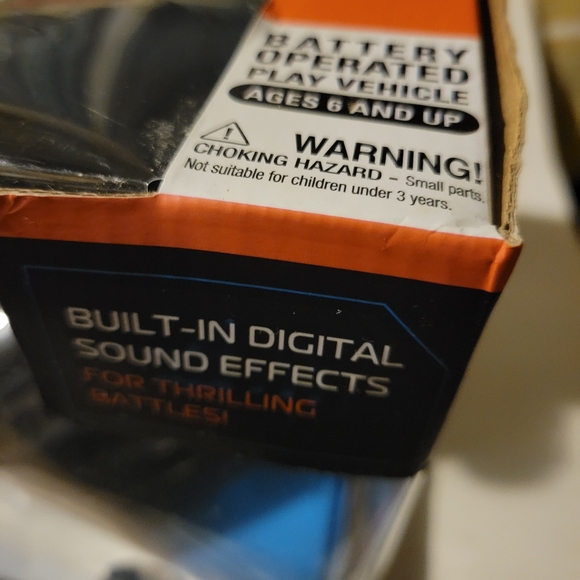 BATTERY
OPERATED
PLAY VEHICLE
AGES 6 AND UP
WARNING!
CHOKING HAZARD – Small parts.
Not suitable for children under 3 years.
BUILT-IN DIGITAL
SOUND EFFECTS
FOR THRILLING
BATTLES!